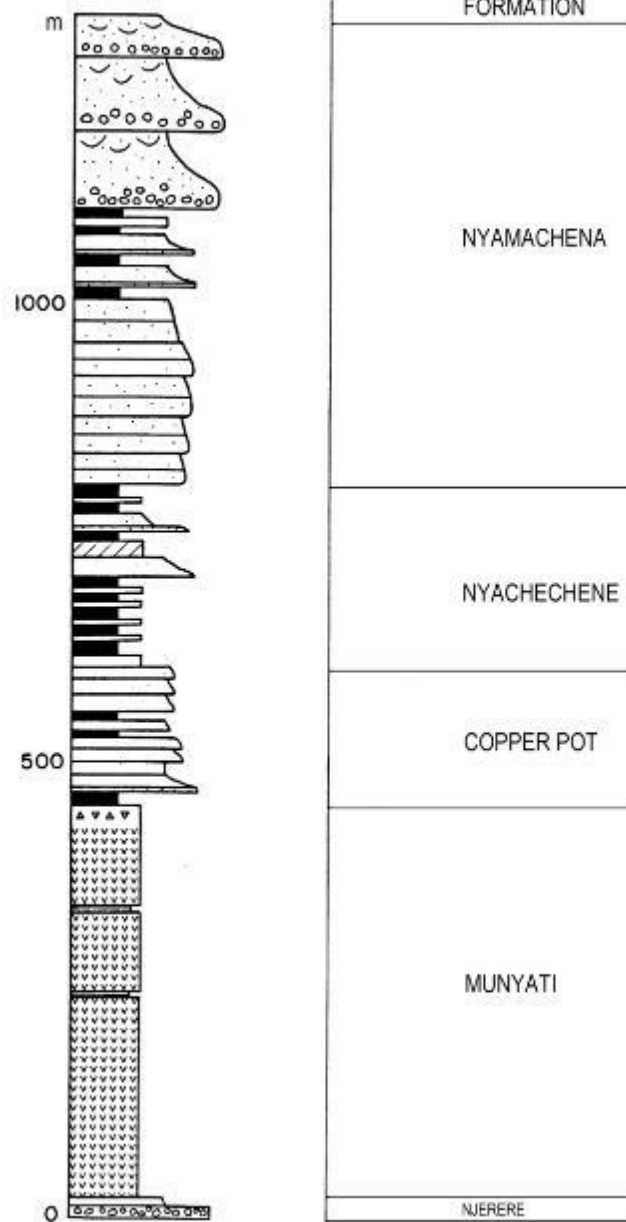 FORMATION
m
NYAMACHENA
1000
NYACHECHENE
COPPER POT
500
MUNYATI
0
NJERERE